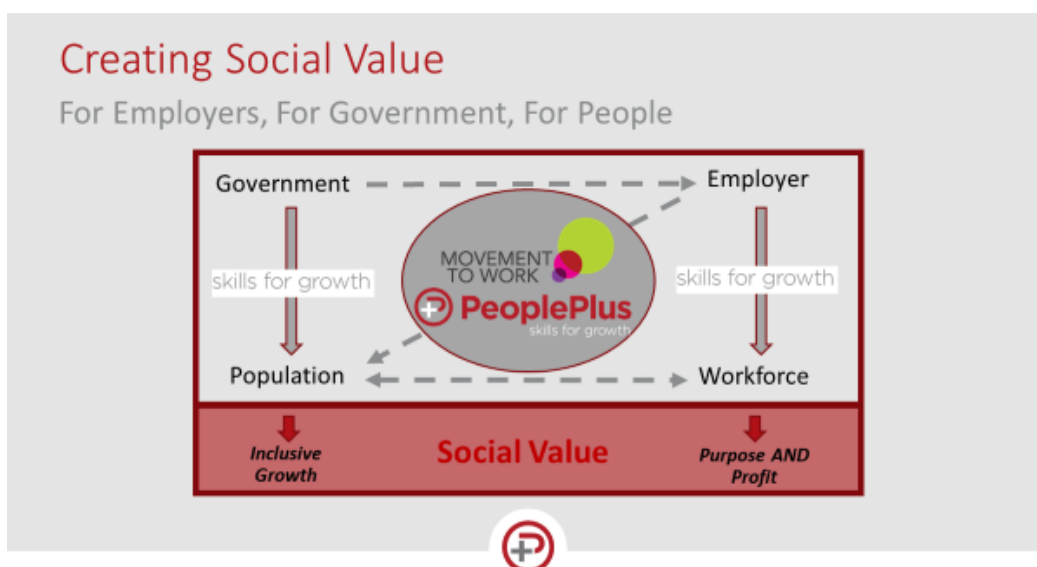 Creating Social Value
For Employers, For Government, For People
Government
Employer
MOVEMENT
TO WORK
skills for growth
skills for growth
PeoplePlus
skills for growth
Population
Workforce
Inclusive
Growth
Social Value
Purpose AND
Profit